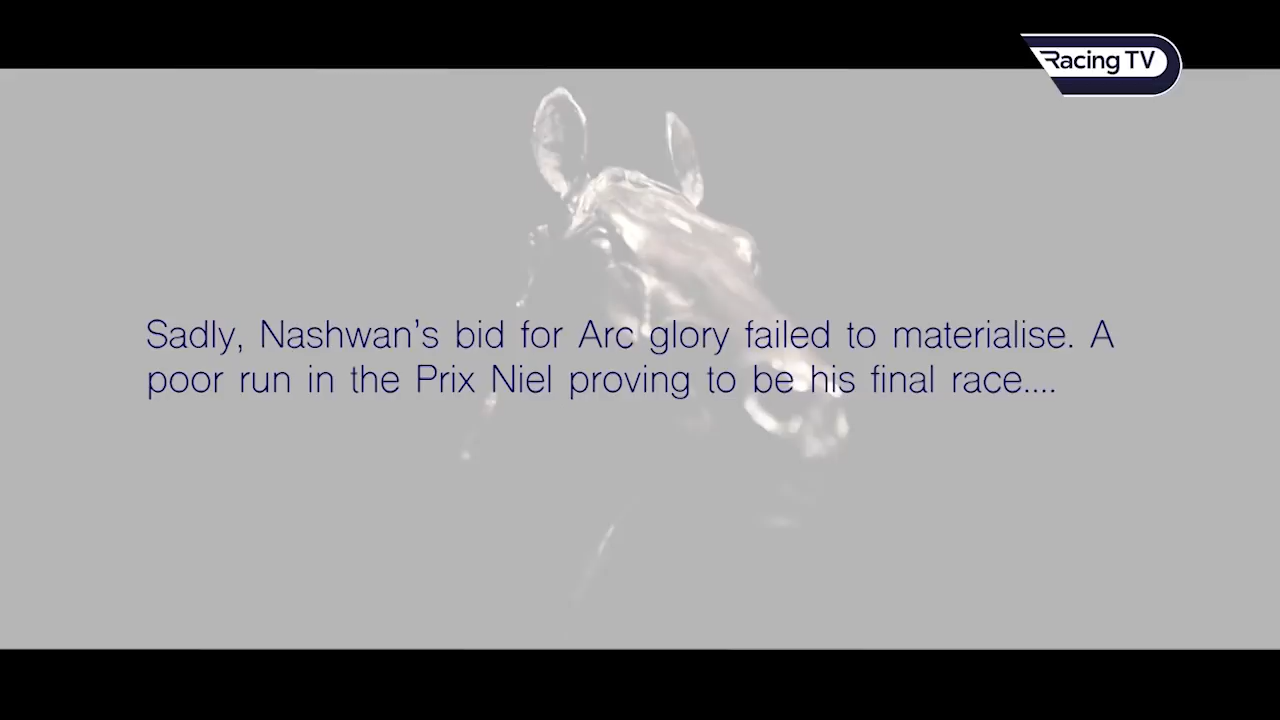 Racing TV
Sadly, Nashwan's bid for Arc glory failed to materialise. A
poor run in the Prix Niel proving to be his final race....